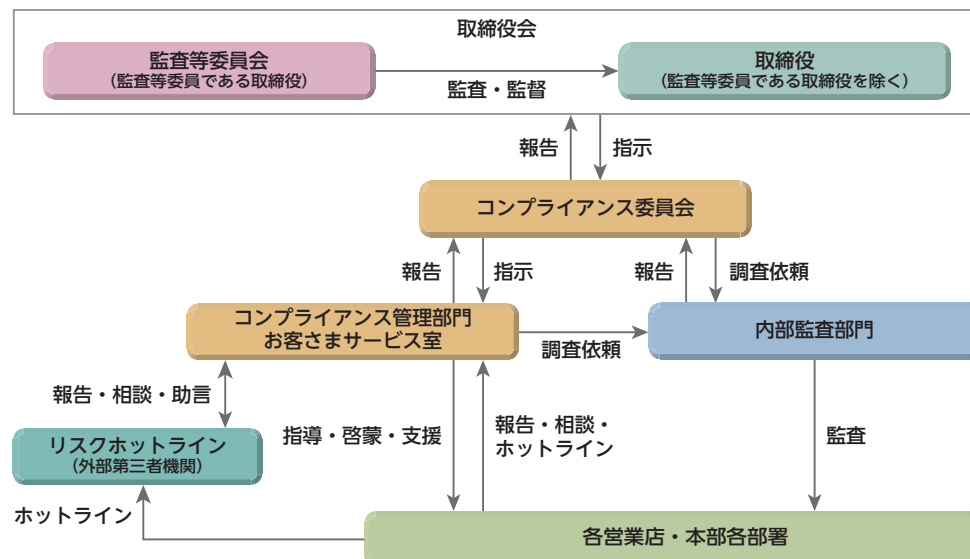 取締役会
監査等委員会
（監査等委員である取締役）
監査・監督
取締役
（監査等委員である取締役を除く）
報告
指示
コンプライアンス委員会
報告
指示
報告
調査依頼
コンプライアンス管理部門
お客さまサービス室
調査依頼
内部監査部門
報告・相談・助言
指導・啓蒙・支援
報告・相談・
ホットライン
監査
リスクホットライン
（外部第三者機関）
ホットライン
各営業店・本部各部署